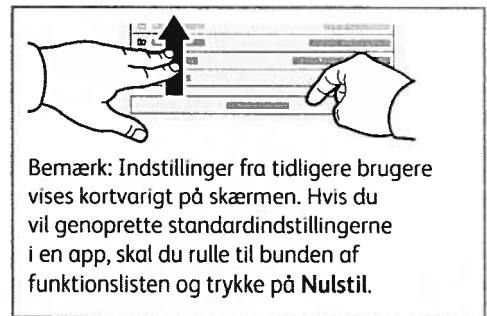 Bemærk: Indstillinger fra tidligere brugere
vises kortvarigt på skærmen. Hvis du
vil genoprette standardindstillingerne
i en app, skal du rulle til bunden af
funktionslisten og trykke på Nulstil.